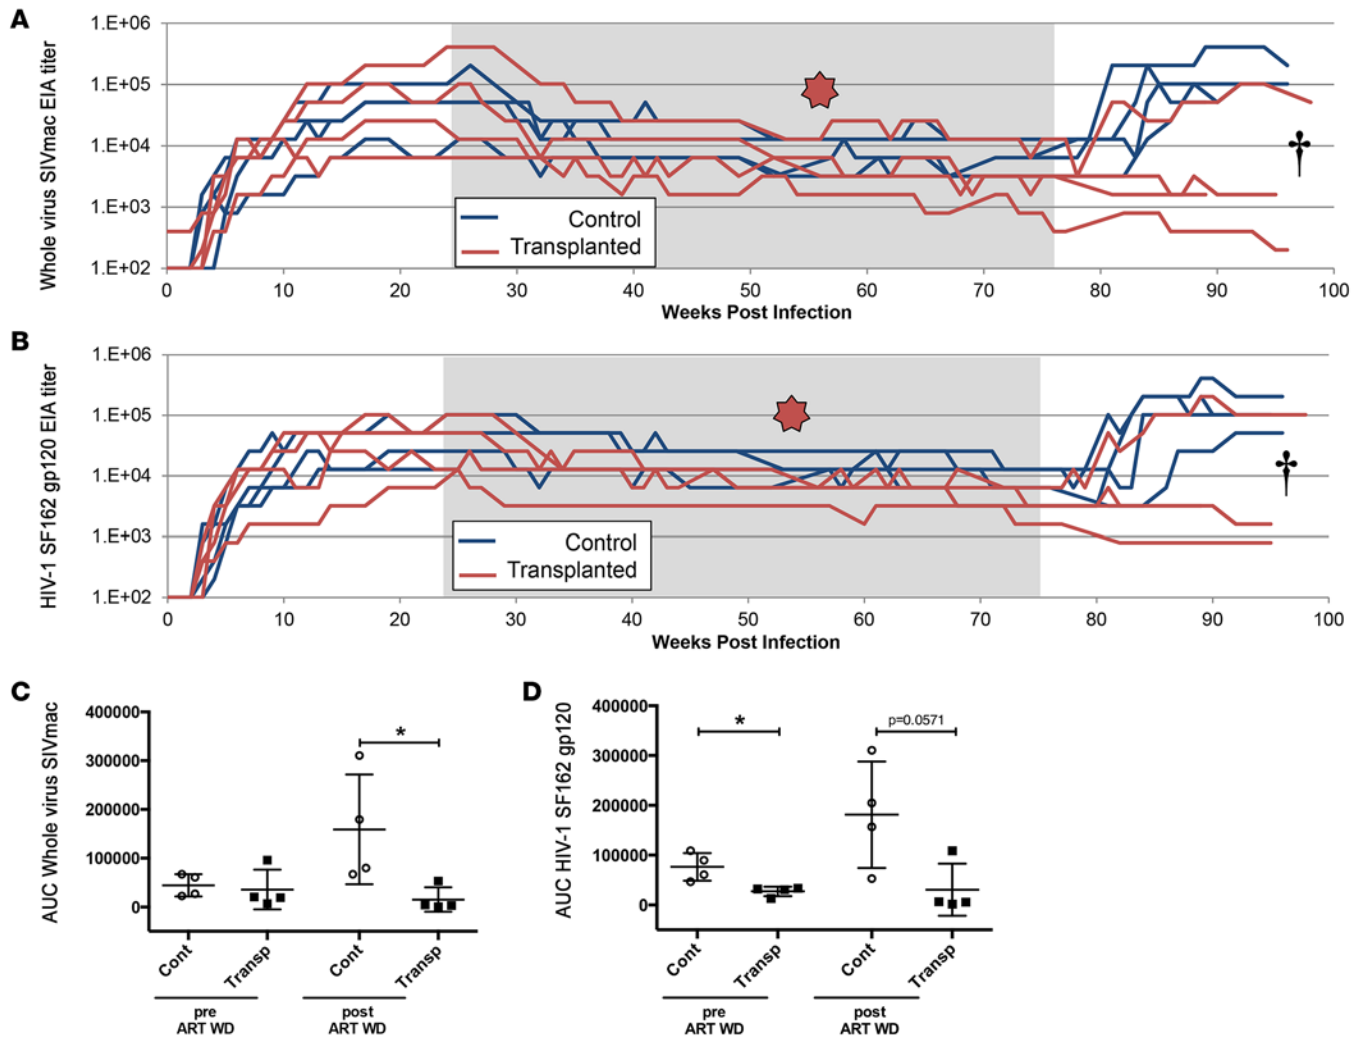 A
Whole virus SIVmac EIA titer
1.E+06
1.E+05
1.E+04
1.E+03
1.E+02
Control
Transplanted
†
0 10 20 30 40 50 60 70 80 90 100
Weeks Post Infection
B
HIV-1 SF162 gp120 EIA titer
1.E+06
1.E+05
1.E+04
1.E+03
1.E+02
Control
Transplanted
†
0 10 20 30 40 50 60 70 80 90 100
Weeks Post Infection
C
AUC Whole virus SIVmac
400000
300000
200000
100000
0
*
Cont Transp Cont Transp
pre post
ART WD ART WD
D
AUC HIV-1 SF162 gp120
400000
300000
200000
100000
0
* p=0.0571
Cont Transp Cont Transp
pre post
ART WD ART WD